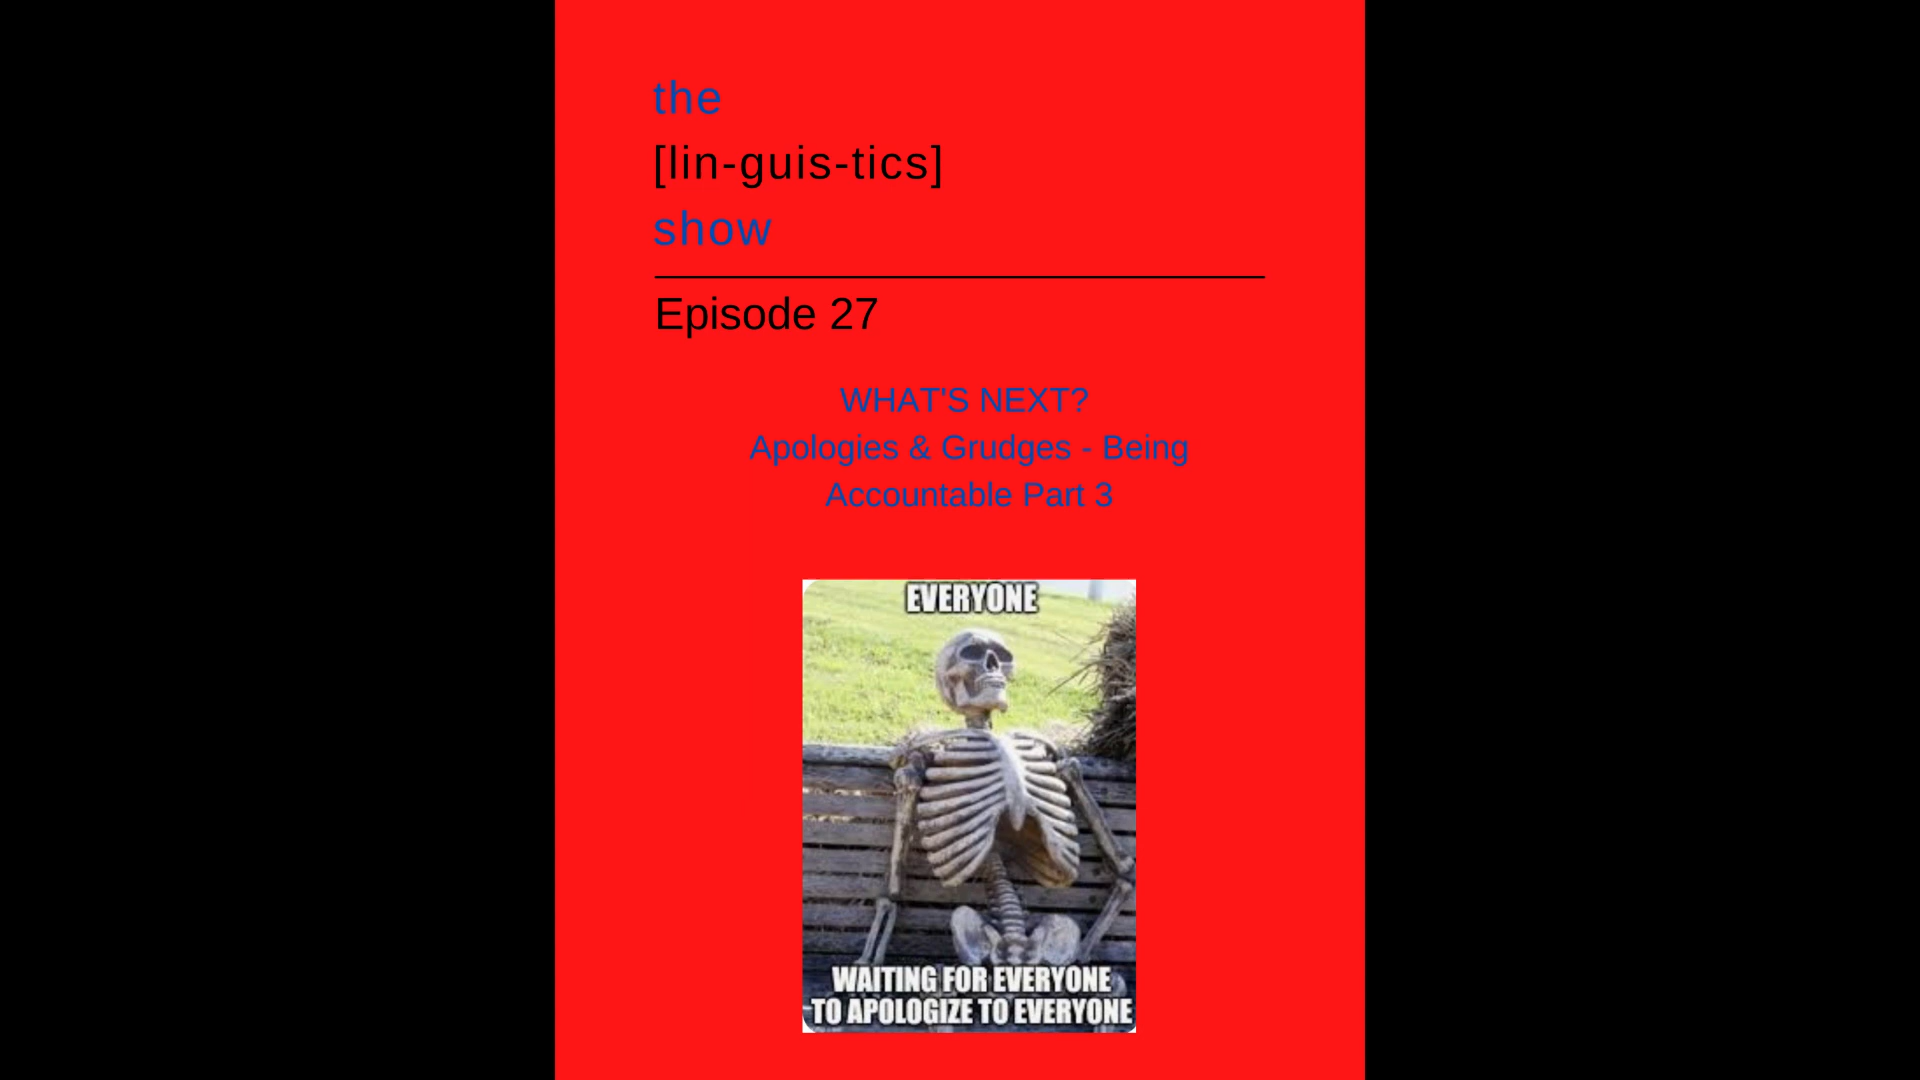 the
[lin-guis-tics]
show
Episode 27
WHAT'S NEXT?
Apologies & Grudges - Being
Accountable Part 3
EVERYONE
WAITING FOR EVERYONE
TO APOLOGIZE TO EVERYONE